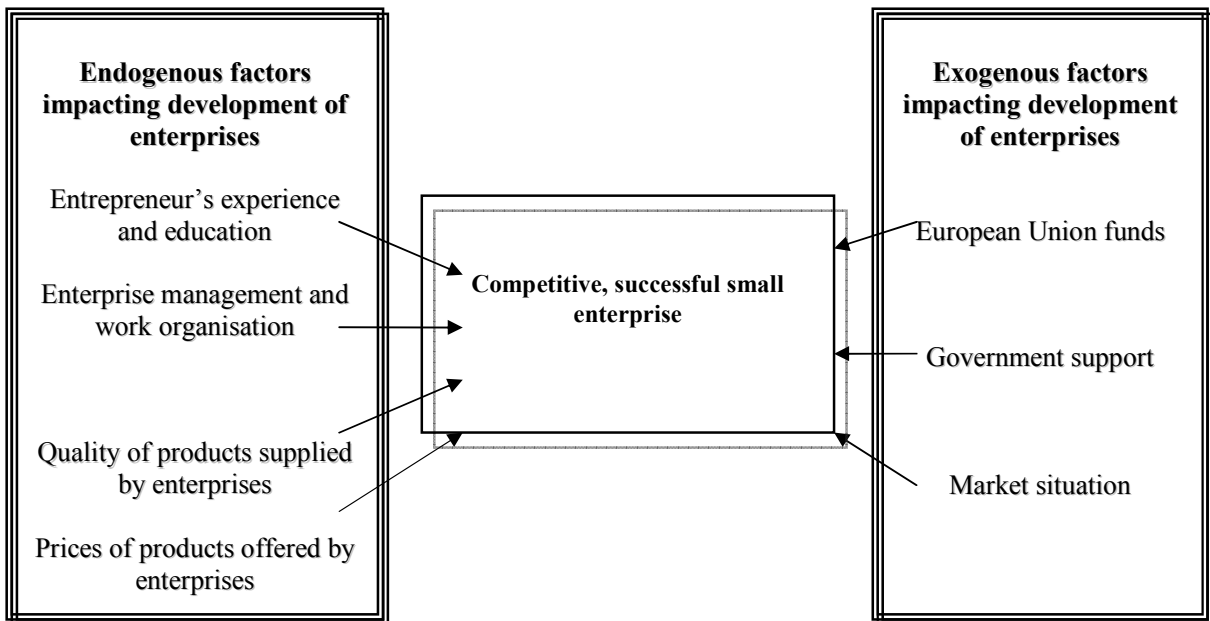 Endogenous factors
impacting development of
enterprises
Entrepreneur’s experience
and education
Enterprise management and
work organisation
Quality of products supplied
by enterprises
Prices of products offered by
enterprises
Competitive, successful small
enterprise
Exogenous factors
impacting development
of enterprises
European Union funds
Government support
Market situation